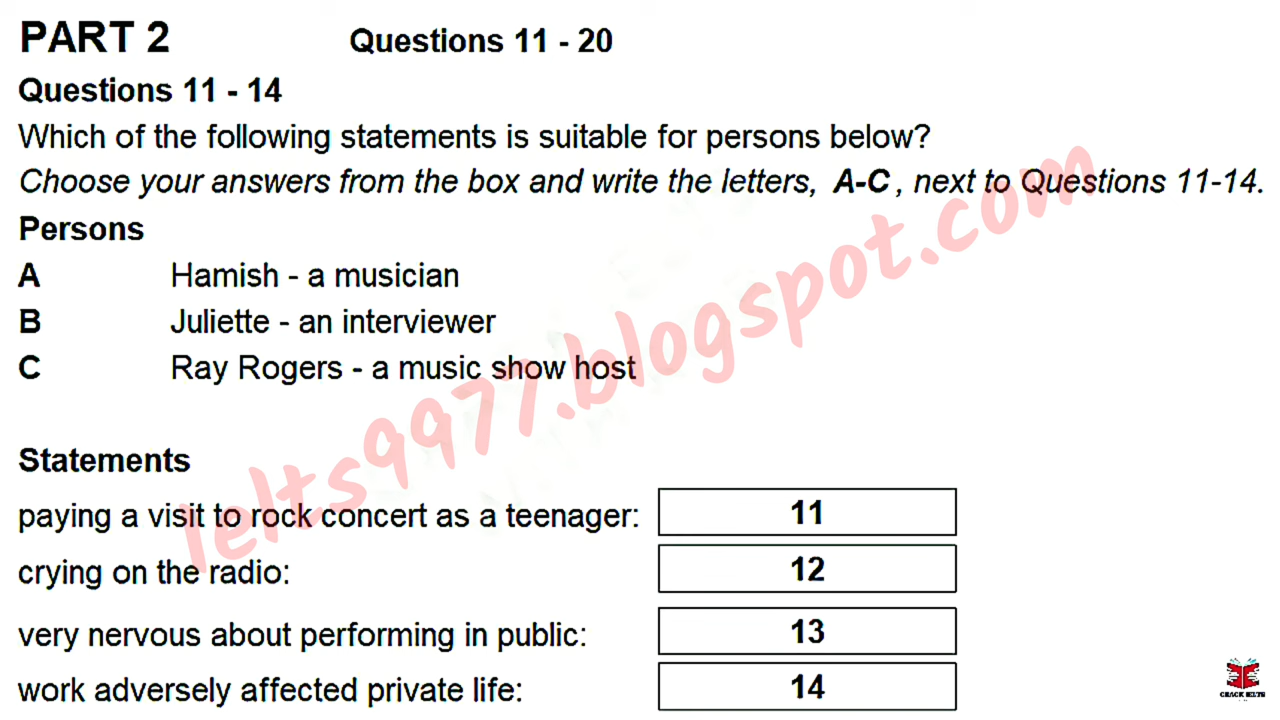 PART 2 Questions 11 - 20
Questions 11 - 14
Which of the following statements is suitable for persons below?
Choose your answers from the box and write the letters, A-C , next to Questions 11-14.
Persons
A Hamish - a musician
B Juliette - an interviewer
C Ray Rogers - a music show host
Ielts9977.blogspot.com
Statements
paying a visit to rock concert as a teenager: 11
crying on the radio: 12
very nervous about performing in public: 13
work adversely affected private life: 14
CRACK IELTS